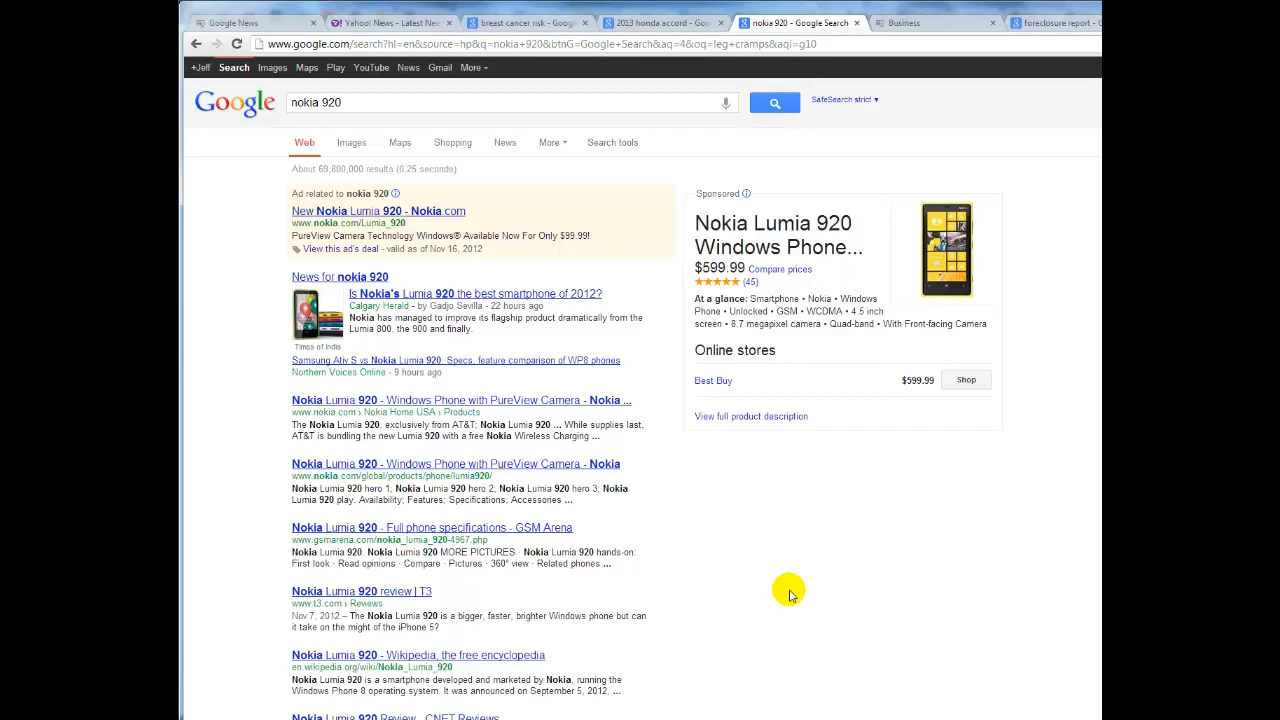 Google News
Yahoo! News - Latest New
breast cancer risk - Google
2013 honda accord - Goo
nokia 920 - Google Search
Business
foreclosure report - G
www.google.com/search?hl=en&source=hp&q=nokia+920&btnG=Google+Search&aq=4&oq=leg+cramps&aqi=g10
+Jeff Search Images Maps Play YouTube News Gmail More
Google
nokia 920
SafeSearch strict
Web Images Maps Shopping News More Search tools
About 69,800,000 results (0.25 seconds)
Ad related to nokia 920
New Nokia Lumia 920 - Nokia.com
www.nokia.com/Lumia_920
PureView Camera Technology Windows® Available Now For Only $99.99!
View this ad's deal - valid as of Nov 16, 2012
News for nokia 920
Is Nokia's Lumia 920 the best smartphone of 2012?
Calgary Herald - by Gadjo Sevilla - 22 hours ago
Nokia has managed to improve its flagship product dramatically from the
Lumia 800, the 900 and finally.
Times of India
Samsung Ativ S vs Nokia Lumia 920: Specs, feature comparison of WP8 phones
Northern Voices Online - 9 hours ago
Nokia Lumia 920 - Windows Phone with PureView Camera - Nokia ...
www.nokia.com › Nokia Home USA › Products
The Nokia Lumia 920, exclusively from AT&T; Nokia Lumia 920 ... While supplies last,
AT&T is bundling the new Lumia 920 with a free Nokia Wireless Charging ...
Nokia Lumia 920 - Windows Phone with PureView Camera - Nokia
www.nokia.com/global/products/phone/lumia920/
Nokia Lumia 920 hero 1; Nokia Lumia 920 hero 2; Nokia Lumia 920 hero 3; Nokia
Lumia 920 play. Availability; Features; Specifications; Accessories ...
Nokia Lumia 920 - Full phone specifications - GSM Arena
www.gsmarena.com/nokia_lumia_920-4967.php
Nokia Lumia 920. Nokia Lumia 920 MORE PICTURES · Nokia Lumia 920 hands-on:
First look · Read opinions · Compare · Pictures · 360° view · Related phones ...
Nokia Lumia 920 review | T3
www.t3.com › Reviews
Nov 7, 2012 – The Nokia Lumia 920 is a bigger, faster, brighter Windows phone but can
it take on the might of the iPhone 5?
Nokia Lumia 920 - Wikipedia, the free encyclopedia
en.wikipedia.org/wiki/Nokia_Lumia_920
Nokia Lumia 920 is a smartphone developed and marketed by Nokia, running the
Windows Phone 8 operating system. It was announced on September 5, 2012, ...
Nokia Lumia 920 Review - CNET Reviews
Sponsored
Nokia Lumia 920
Windows Phone...
$599.99 Compare prices
(45)
At a glance: Smartphone • Nokia • Windows
Phone • Unlocked • GSM • WCDMA • 4.5 inch
screen • 8.7 megapixel camera • Quad-band • With Front-facing Camera
Online stores
Best Buy $599.99 Shop
View full product description